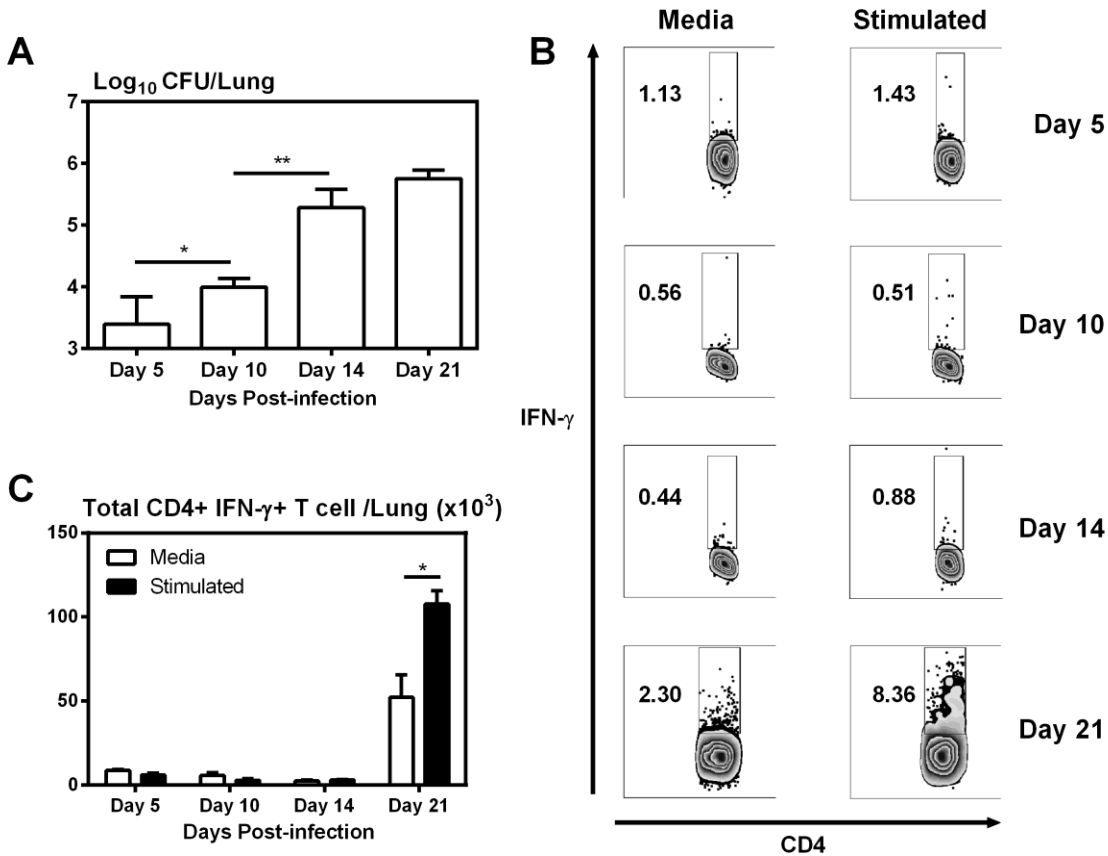 A
Log₁₀ CFU/Lung
7
6
5
4
3
*
**
Day 5 Day 10 Day 14 Day 21
Days Post-infection
B
Media Stimulated
1.13 1.43 Day 5
0.56 0.51 Day 10
0.44 0.88 Day 14
2.30 8.36 Day 21
IFN-γ
CD4
C
Total CD4+ IFN-γ+ T cell /Lung (x10³)
150
100
50
0
Media
Stimulated
*
Day 5 Day 10 Day 14 Day 21
Days Post-infection